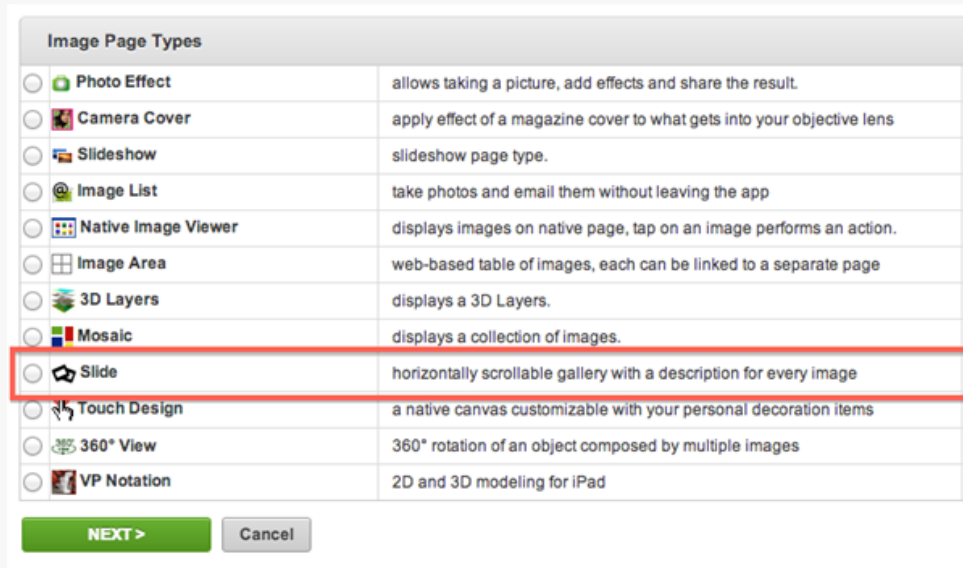 Image Page Types
Photo Effect allows taking a picture, add effects and share the result.
Camera Cover apply effect of a magazine cover to what gets into your objective lens
Slideshow slideshow page type.
Image List take photos and email them without leaving the app
Native Image Viewer displays images on native page, tap on an image performs an action.
Image Area web-based table of images, each can be linked to a separate page
3D Layers displays a 3D Layers.
Mosaic displays a collection of images.
Slide horizontally scrollable gallery with a description for every image
Touch Design a native canvas customizable with your personal decoration items
360° View 360° rotation of an object composed by multiple images
VP Notation 2D and 3D modeling for iPad
NEXT > Cancel